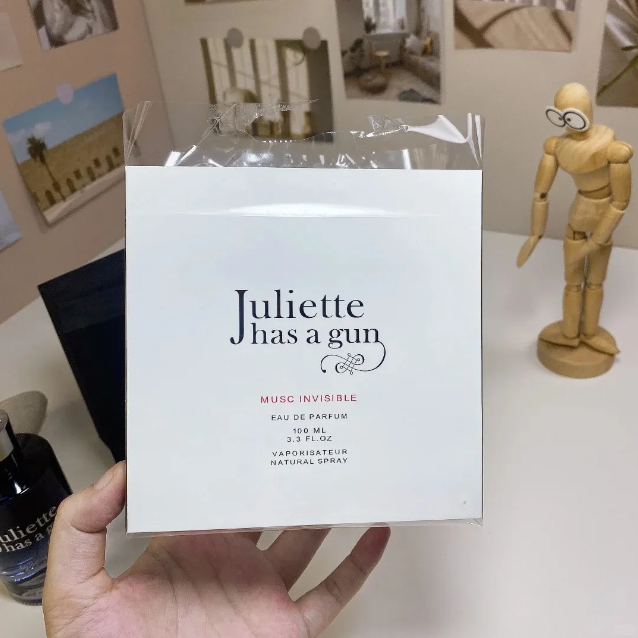 Juliette
has a gun
MUSC INVISIBLE
EAU DE PARFUM
100 ML
3.3 FL.OZ
VAPORISATEUR
NATURAL SPRAY
Juliette
has a gun